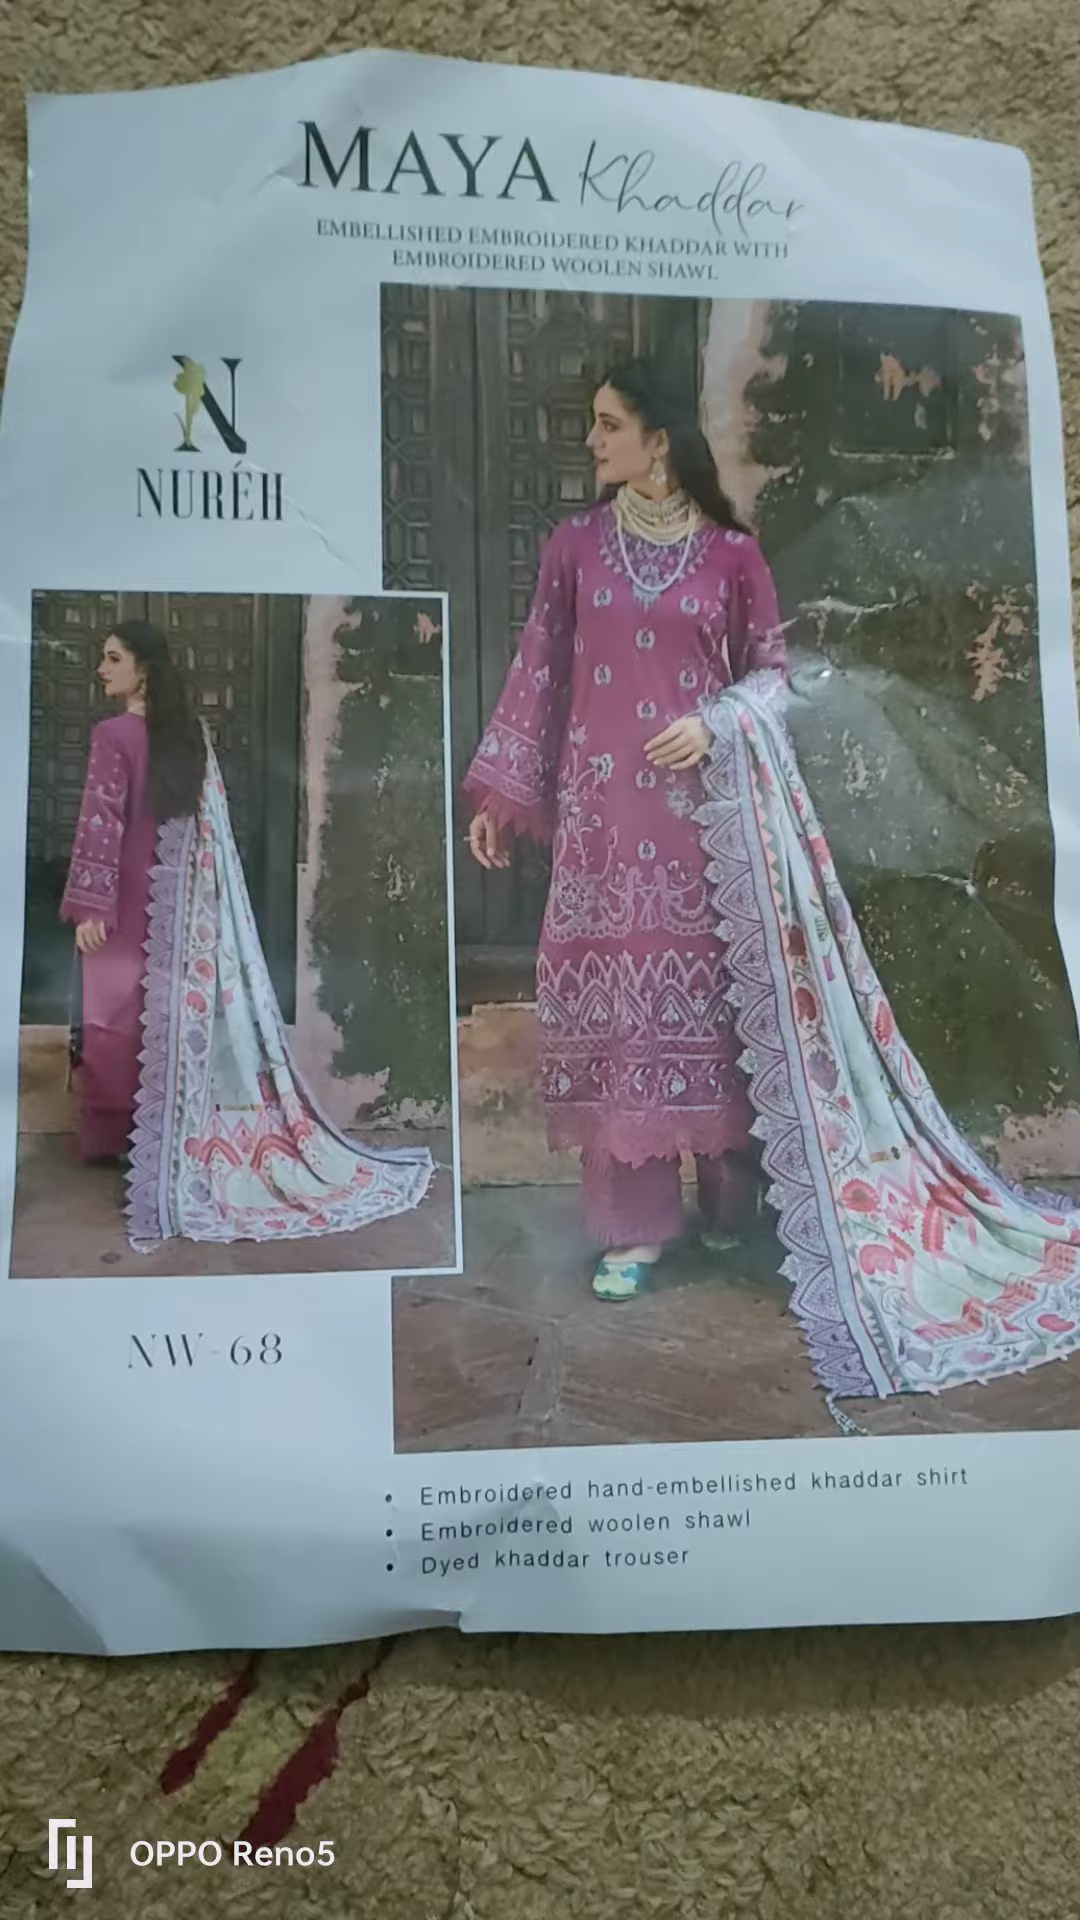 MAYA Khaddar
EMBELLISHED EMBROIDERED KHADDAR WITH
EMBROIDERED WOOLEN SHAWL
N
NURÉH
NW-68
• Embroidered hand-embellished khaddar shirt
• Embroidered woolen shawl
• Dyed khaddar trouser
OPPO Reno5